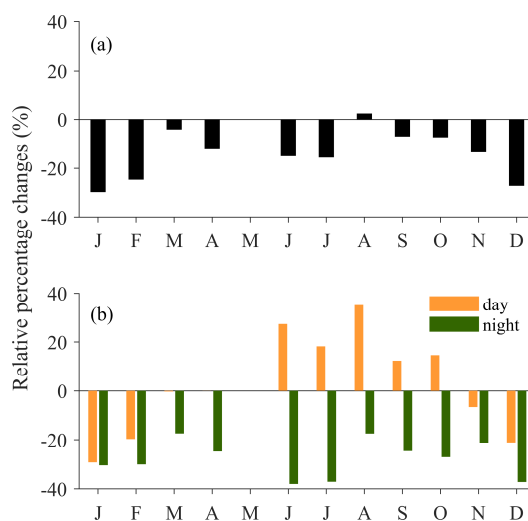 Relative percentage changes (%)
(a)
40
20
0
-20
-40
J F M A M J J A S O N D
(b)
day
night
40
20
0
-20
-40
J F M A M J J A S O N D